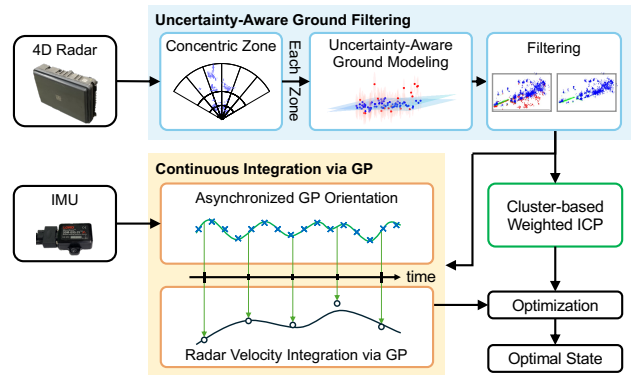 Uncertainty-Aware Ground Filtering
4D Radar
Concentric Zone
Each
Zone
Uncertainty-Aware
Ground Modeling
Filtering
Continuous Integration via GP
IMU
Asynchronized GP Orientation
time
Radar Velocity Integration via GP
Cluster-based
Weighted ICP
Optimization
Optimal State